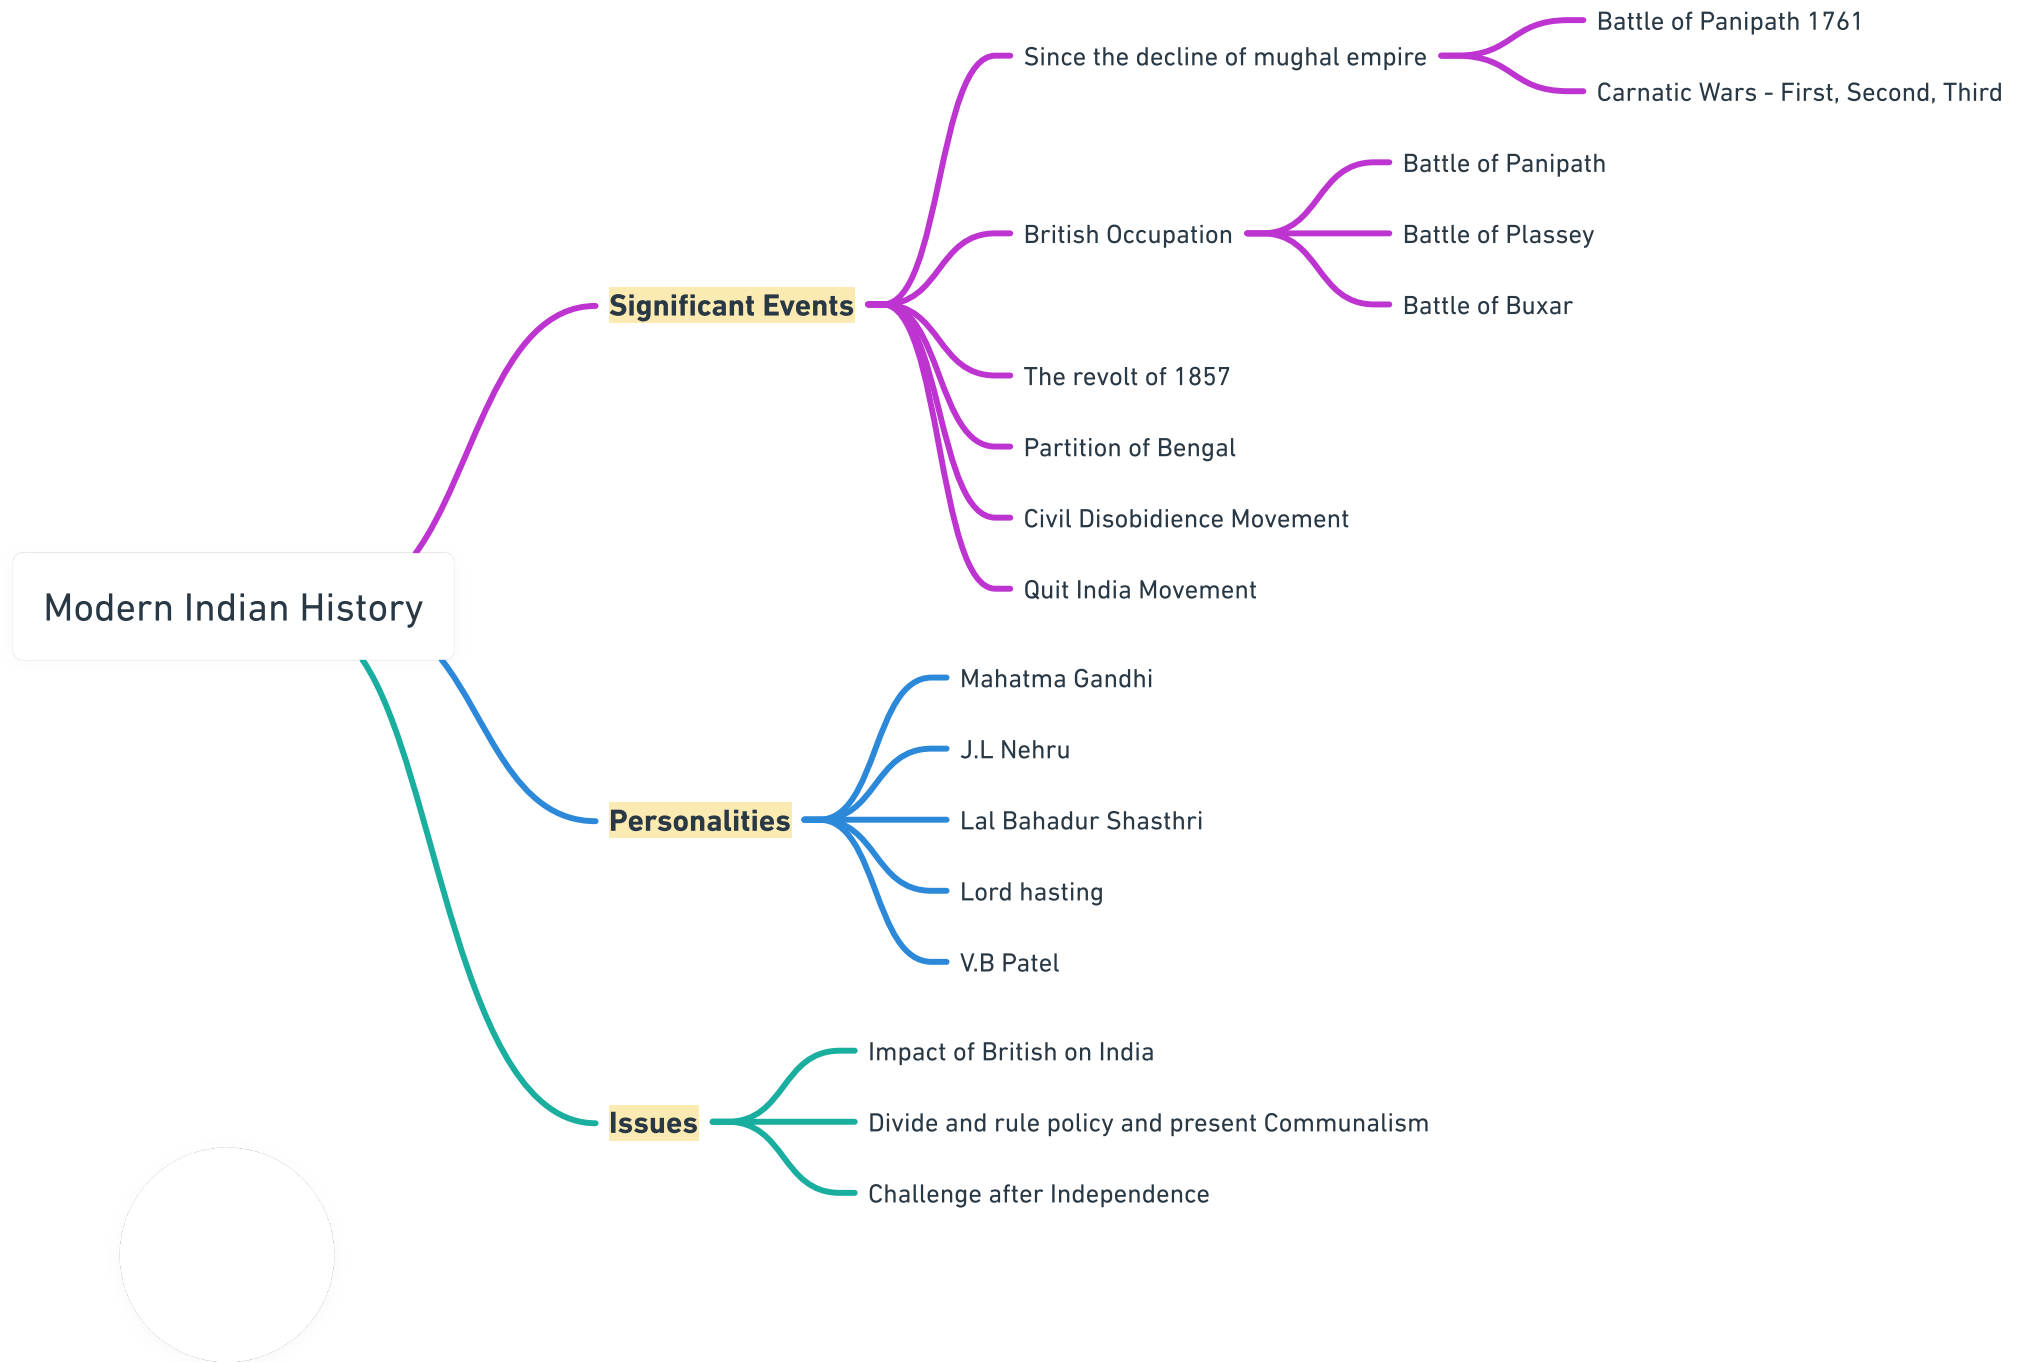 Modern Indian History
Significant Events
Since the decline of mughal empire
Battle of Panipath 1761
Carnatic Wars - First, Second, Third
British Occupation
Battle of Panipath
Battle of Plassey
Battle of Buxar
The revolt of 1857
Partition of Bengal
Civil Disobidience Movement
Quit India Movement
Personalities
Mahatma Gandhi
J.L Nehru
Lal Bahadur Shasthri
Lord hasting
V.B Patel
Issues
Impact of British on India
Divide and rule policy and present Communalism
Challenge after Independence